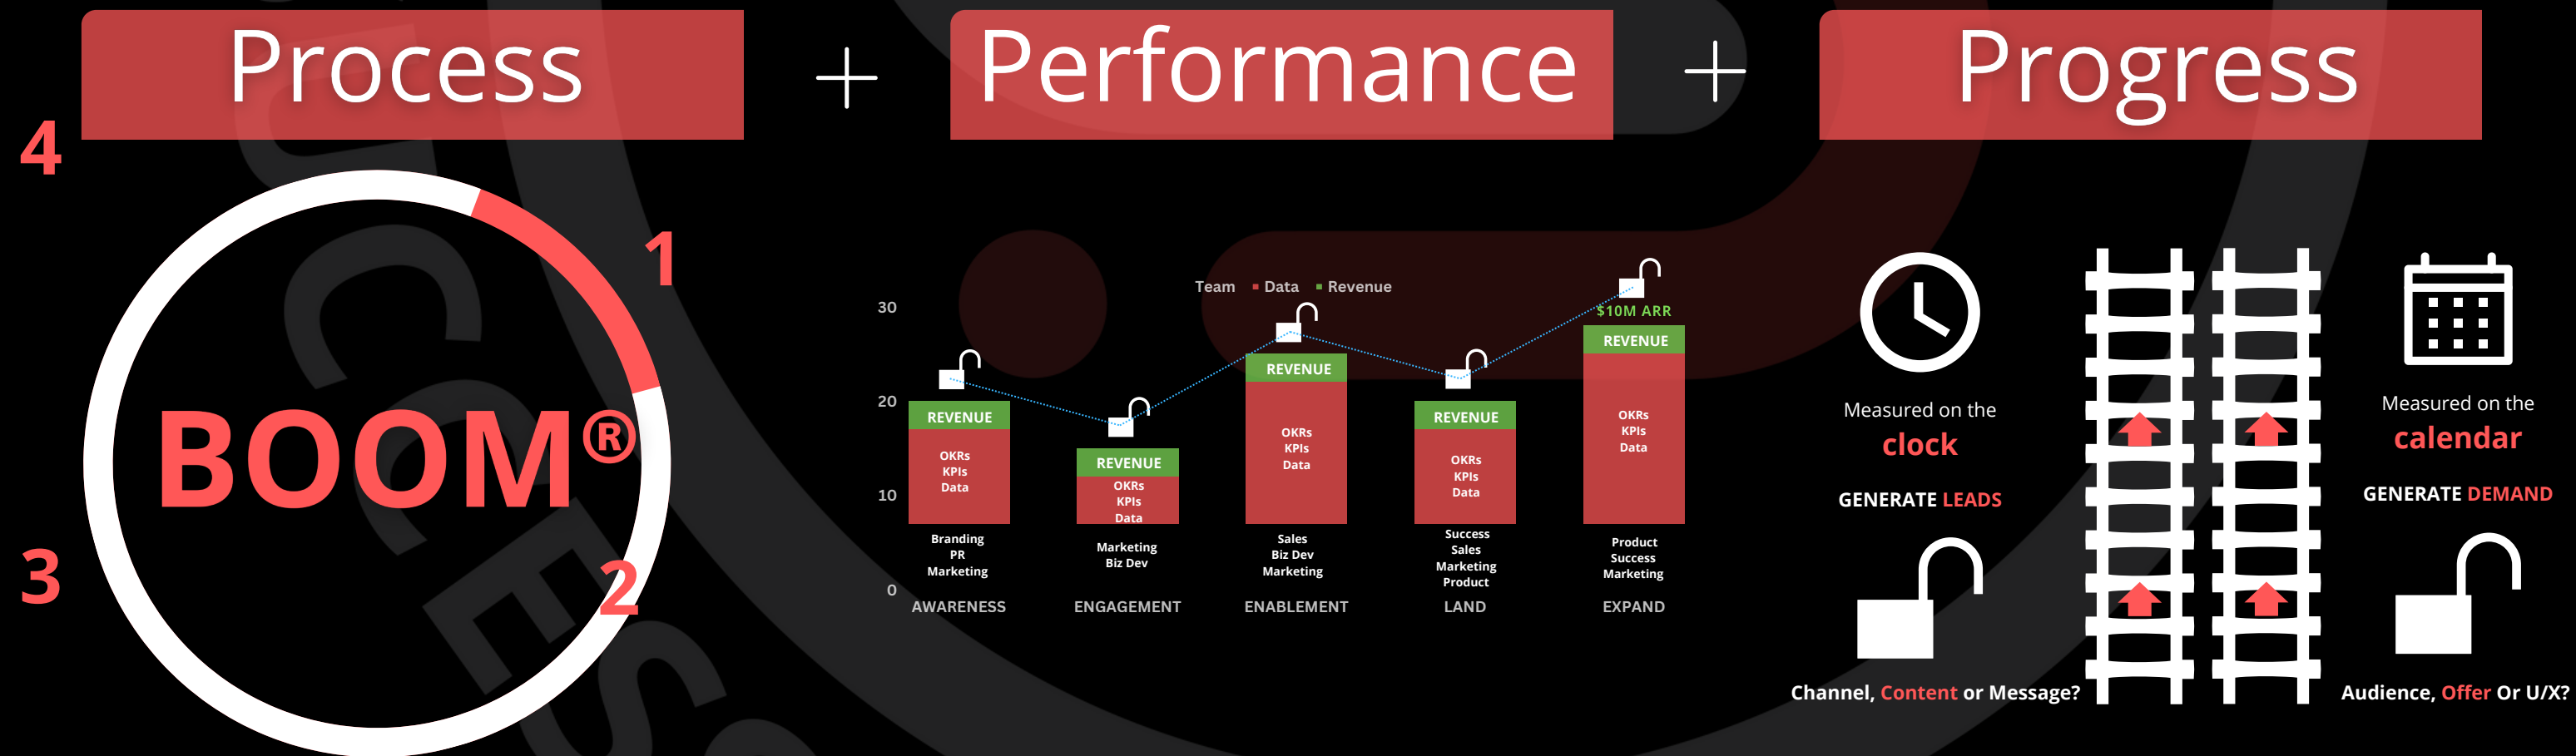 Process
+
Performance
+
Progress
4
1
BOOM®
3
2
Team Data Revenue
30
20
10
0
$10M ARR
REVENUE
OKRs
KPIs
Data
Branding
PR
Marketing
AWARENESS
REVENUE
OKRs
KPIs
Data
Marketing
Biz Dev
ENGAGEMENT
REVENUE
OKRs
KPIs
Data
Sales
Biz Dev
Marketing
ENABLEMENT
REVENUE
OKRs
KPIs
Data
Success
Sales
Marketing
Product
LAND
REVENUE
OKRs
KPIs
Data
Product
Success
Marketing
EXPAND
Measured on the
clock
GENERATE LEADS
Channel, Content or Message?
Measured on the
calendar
GENERATE DEMAND
Audience, Offer Or U/X?